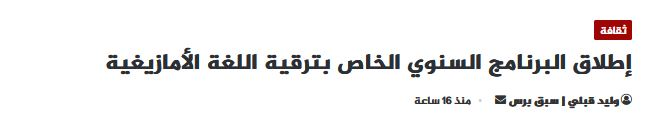 ثقافة
إطلاق البرنامج السنوي الخاص بترقية اللغة الأمازيغية
وليد قبلي | سبق برس • منذ 16 ساعة